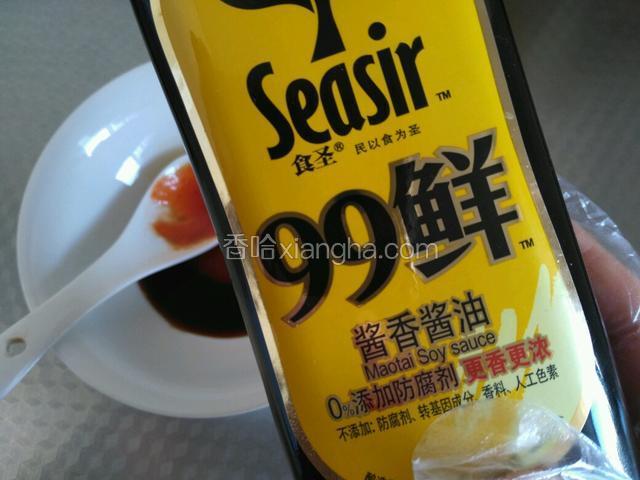 Seasir™
食圣® 民以食为圣
99鲜™
香哈xiangha.com
酱香酱油
Maotai Soy sauce
0%添加防腐剂 更香更浓
不添加: 防腐剂、转基因成分、香料、人工色素